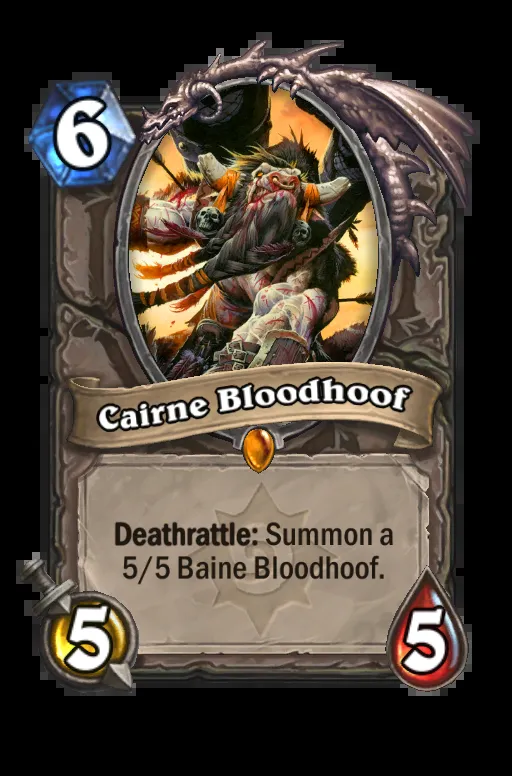 6
Cairne Bloodhoof
Deathrattle: Summon a
5/5 Baine Bloodhoof.
5
5